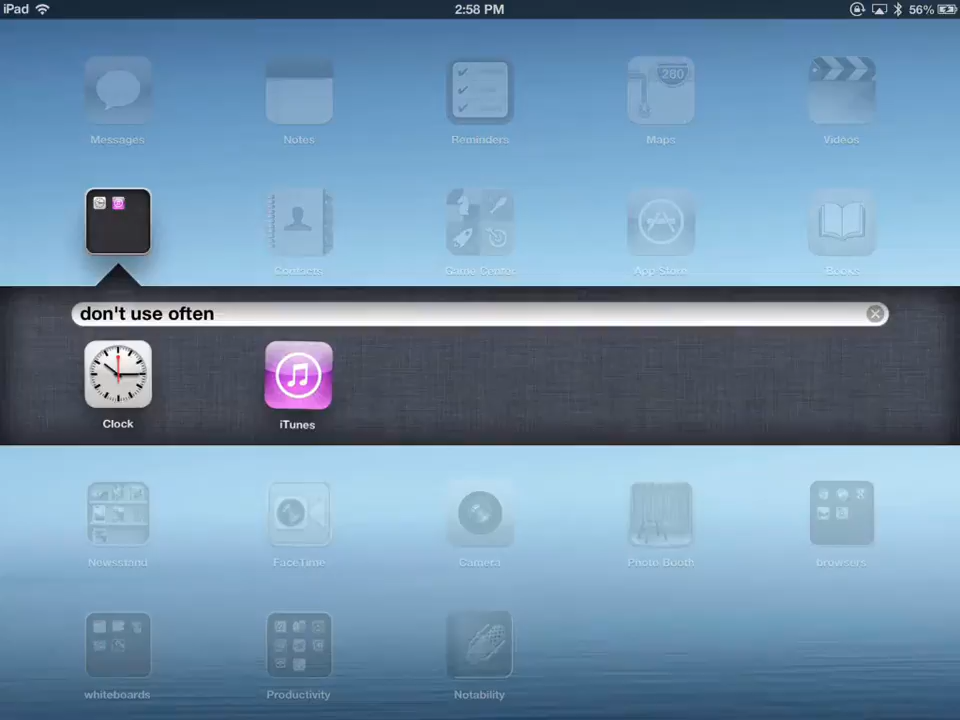 iPad 2:58 PM 56%
Messages Notes Reminders Maps Videos
280
Contacts Game Center App Store Books
don't use often
Clock iTunes
Newsstand FaceTime Camera Photo Booth browsers
whiteboards Productivity Notability